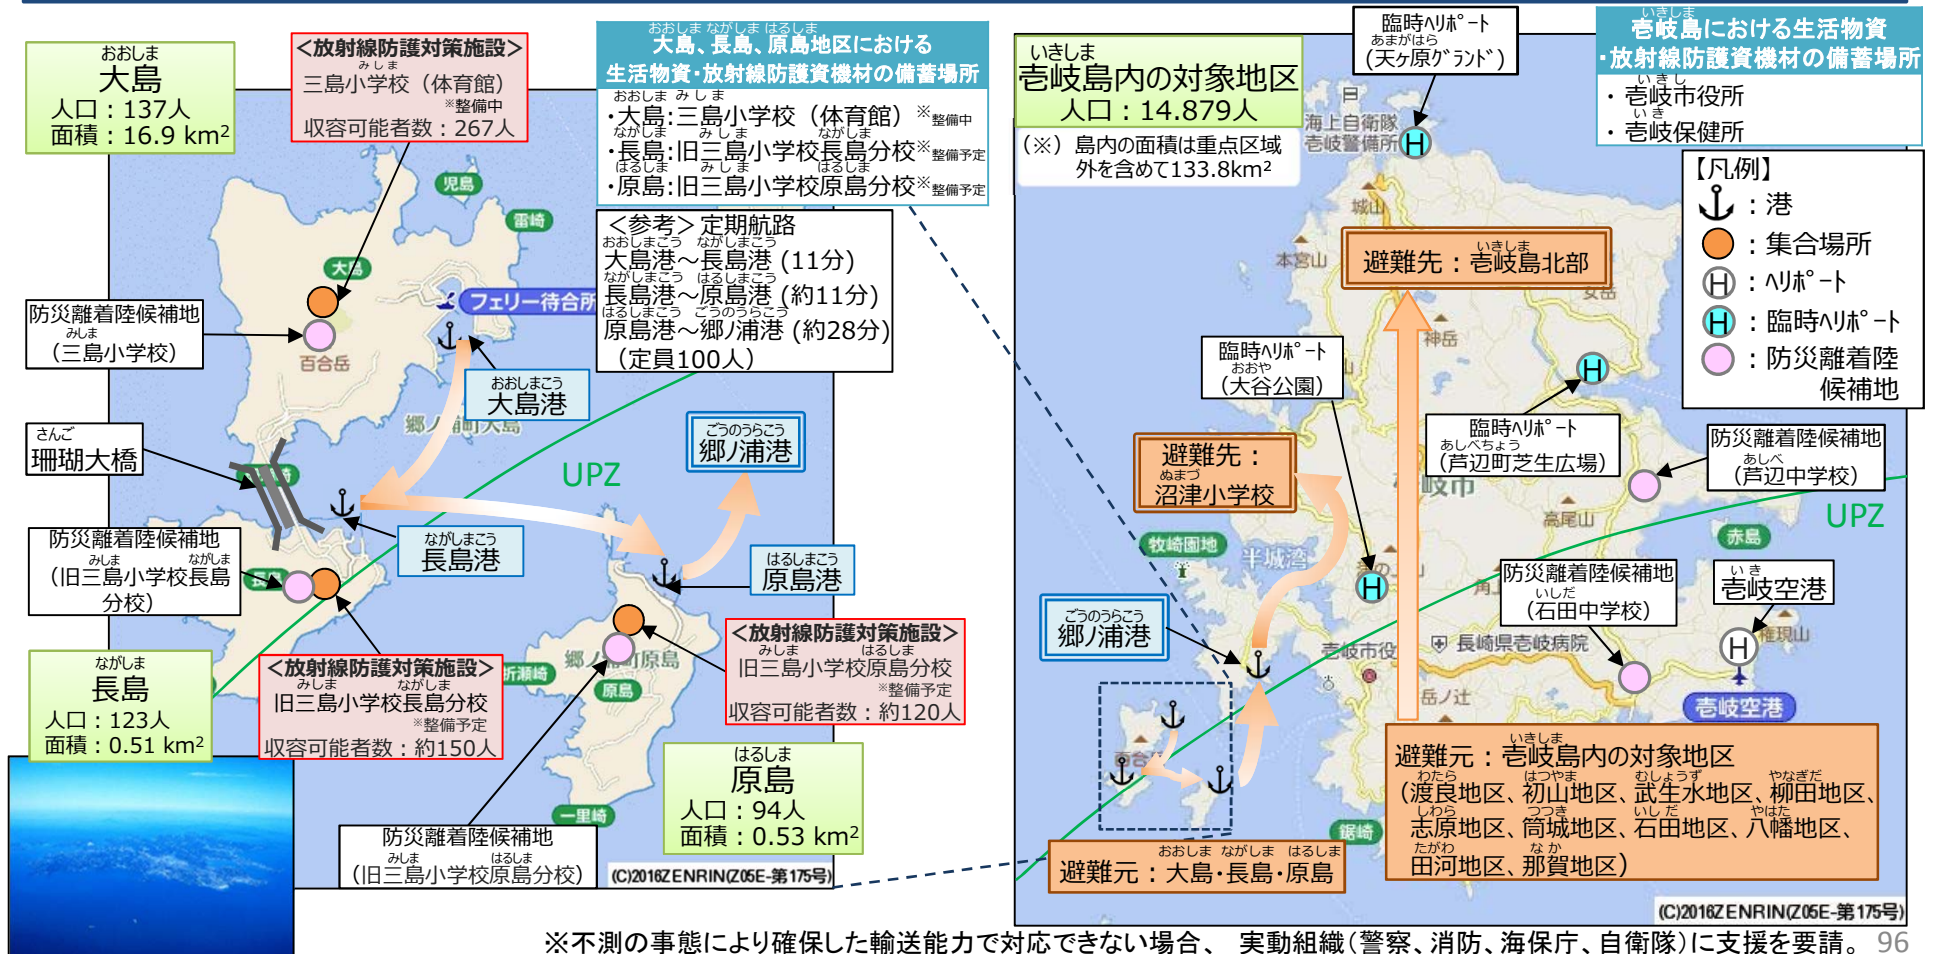 おおしま
大島
人口：137人
面積：16.9 km²
＜放射線防護対策施設＞
みしま
三島小学校（体育館）
※整備中
収容可能者数：267人
おおしま ながしま はるしま
大島、長島、原島地区における
生活物資・放射線防護資機材の備蓄場所
おおしま みしま
・大島：三島小学校（体育館）※整備中
ながしま みしま ながしま
・長島：旧三島小学校長島分校※整備予定
はるしま みしま はるしま
・原島：旧三島小学校原島分校※整備予定
＜参考＞定期航路
おおしまこう ながしまこう
大島港～長島港 (11分)
ながしまこう はるしまこう
長島港～原島港 (約11分)
はるしまこう ごうのうらこう
原島港～郷ノ浦港 (約28分)
（定員100人）
児島
雷崎
大島
フェリー待合所
防災離着陸候補地
みしま
（三島小学校）
百合岳
おおしまこう
大島港
さんご
珊瑚大橋
UPZ
ごうのうらこう
郷ノ浦港
ながしまこう
長島港
はるしまこう
原島港
防災離着陸候補地
みしま ながしま
（旧三島小学校長島
分校）
長島
ながしま
長島
人口：123人
面積：0.51 km²
＜放射線防護対策施設＞
みしま ながしま
旧三島小学校長島分校
※整備予定
収容可能者数：約150人
＜放射線防護対策施設＞
みしま はるしま
旧三島小学校原島分校
※整備予定
収容可能者数：約120人
折瀬崎
原島
一里崎
はるしま
原島
人口：94人
面積：0.53 km²
防災離着陸候補地
みしま はるしま
（旧三島小学校原島分校）
(C)2016ZENRIN(Z05E-第175号)
いきしま
壱岐島内の対象地区
人口：14.879人
（※）島内の面積は重点区域
外を含めて133.8km²
臨時ﾍﾘﾎﾟｰﾄ
あまがはら
（天ヶ原ｸﾞﾗﾝﾄﾞ）
いきしま
壱岐島における生活物資
・放射線防護資機材の備蓄場所
いきし
・壱岐市役所
いき
・壱岐保健所
【凡例】
：港
：集合場所
H：ﾍﾘﾎﾟｰﾄ
H：臨時ﾍﾘﾎﾟｰﾄ
：防災離着陸
候補地
海上自衛隊
壱岐警備所
H
城山
本宮山
いきしま
避難先：壱岐島北部
女岳
神岳
臨時ﾍﾘﾎﾟｰﾄ
おおや
（大谷公園）
H
臨時ﾍﾘﾎﾟｰﾄ
あしべちょう
（芦辺町芝生広場）
防災離着陸候補地
あしべ
（芦辺中学校）
避難先：
ぬまづ
沼津小学校
岐市
高尾山
UPZ
赤島
牧崎園地
半城湾
H
防災離着陸候補地
いしだ
（石田中学校）
いき
壱岐空港
ごうのうらこう
郷ノ浦港
壱岐市役
長崎県壱岐病院
H
権現山
岳ノ辻
壱岐空港
鋸崎
いきしま
避難元：壱岐島内の対象地区
わたら はつやま むしょうず やなぎだ
（渡良地区、初山地区、武生水地区、柳田地区、
しわら つつき いしだ やはた
志原地区、筒城地区、石田地区、八幡地区、
たがわ なか
田河地区、那賀地区）
おおしま ながしま はるしま
避難元：大島・長島・原島
(C)2016ZENRIN(Z05E-第175号)
※不測の事態により確保した輸送能力で対応できない場合、 実動組織（警察、消防、海保庁、自衛隊）に支援を要請。
96